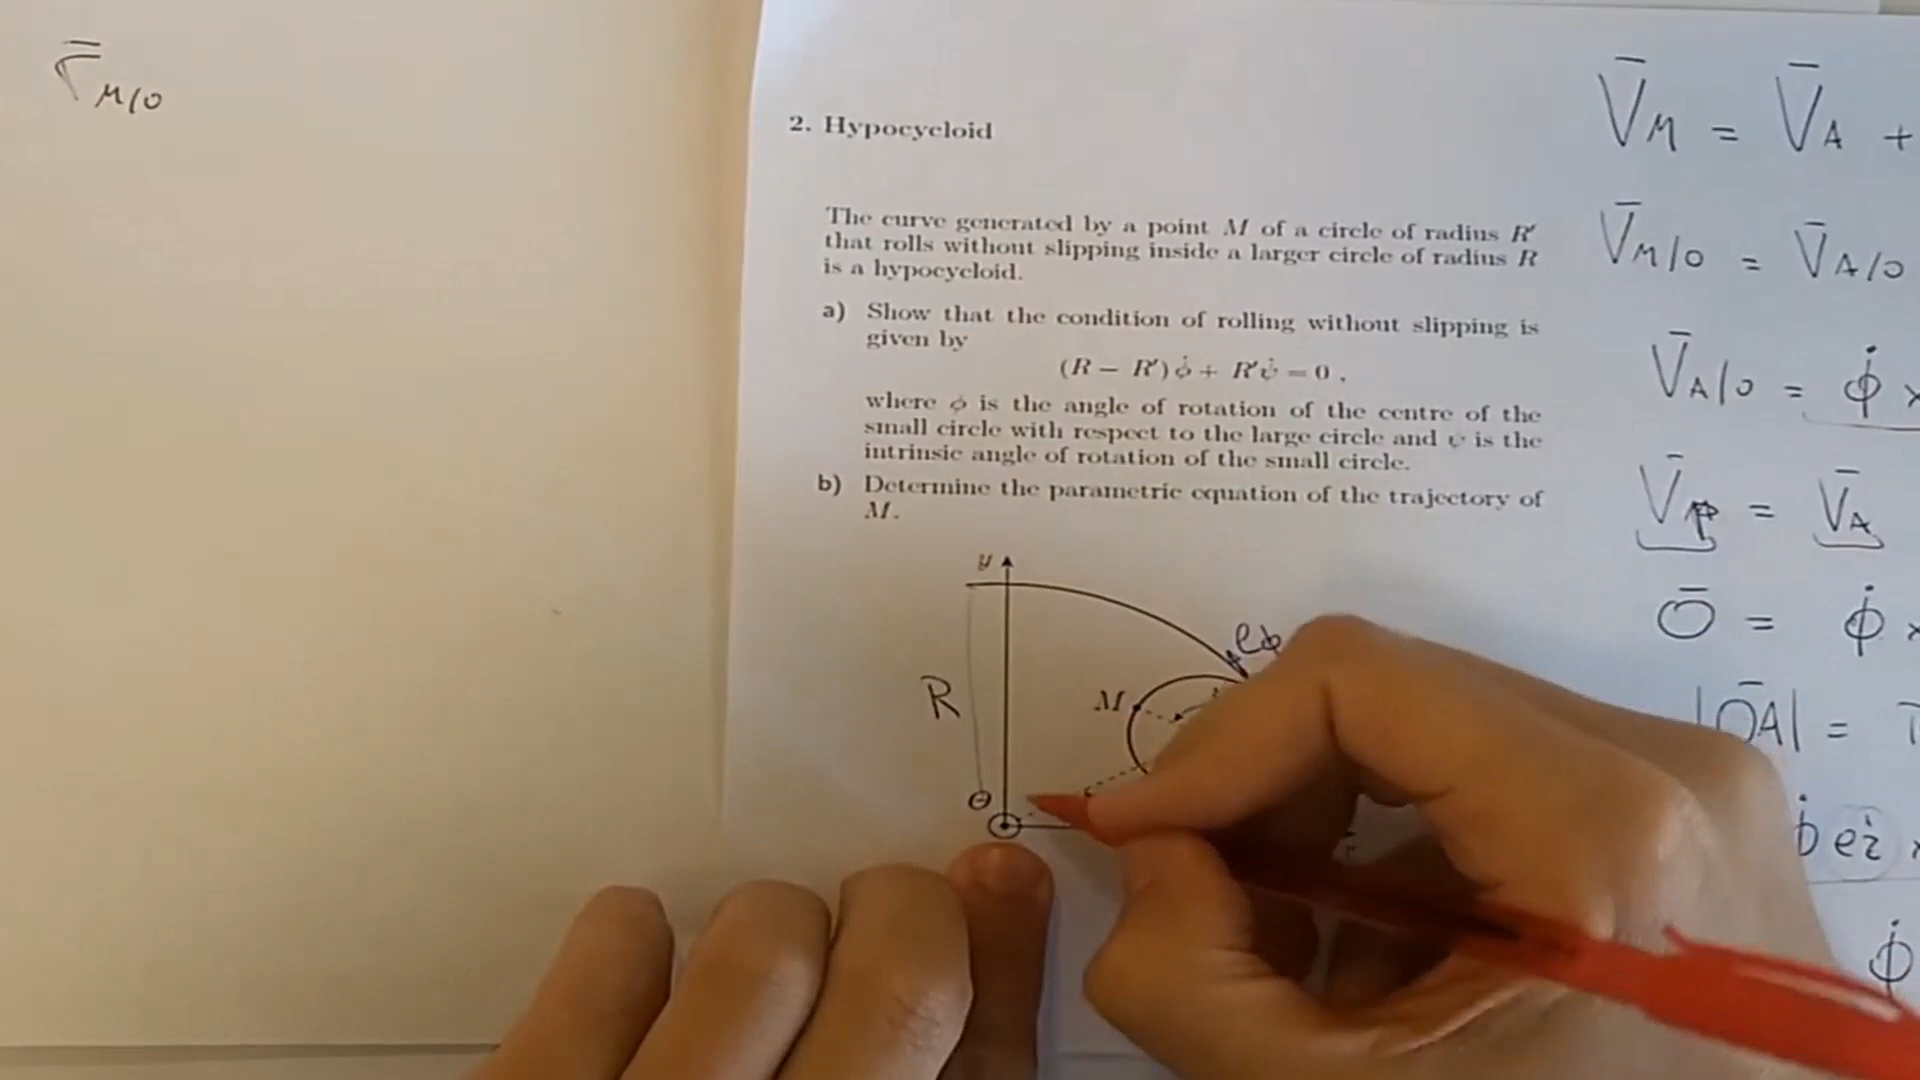 r̄ M/O
2. Hypocycloid
The curve generated by a point M of a circle of radius R′
that rolls without slipping inside a larger circle of radius R
is a hypocycloid.
a) Show that the condition of rolling without slipping is
given by
(R − R′)ϕ̇ + R′ψ̇ = 0 .
where ϕ is the angle of rotation of the centre of the
small circle with respect to the large circle and ψ is the
intrinsic angle of rotation of the small circle.
b) Determine the parametric equation of the trajectory of
M.
y
eϕ
R
M
V̄M = V̄A +
V̄M/O = V̄A/O
V̄A/O = ϕ̇ ×
= V̄A
Ō = ϕ̇ ×
|ŌA| =
ϕ̇ eẑ ×
ϕ̇